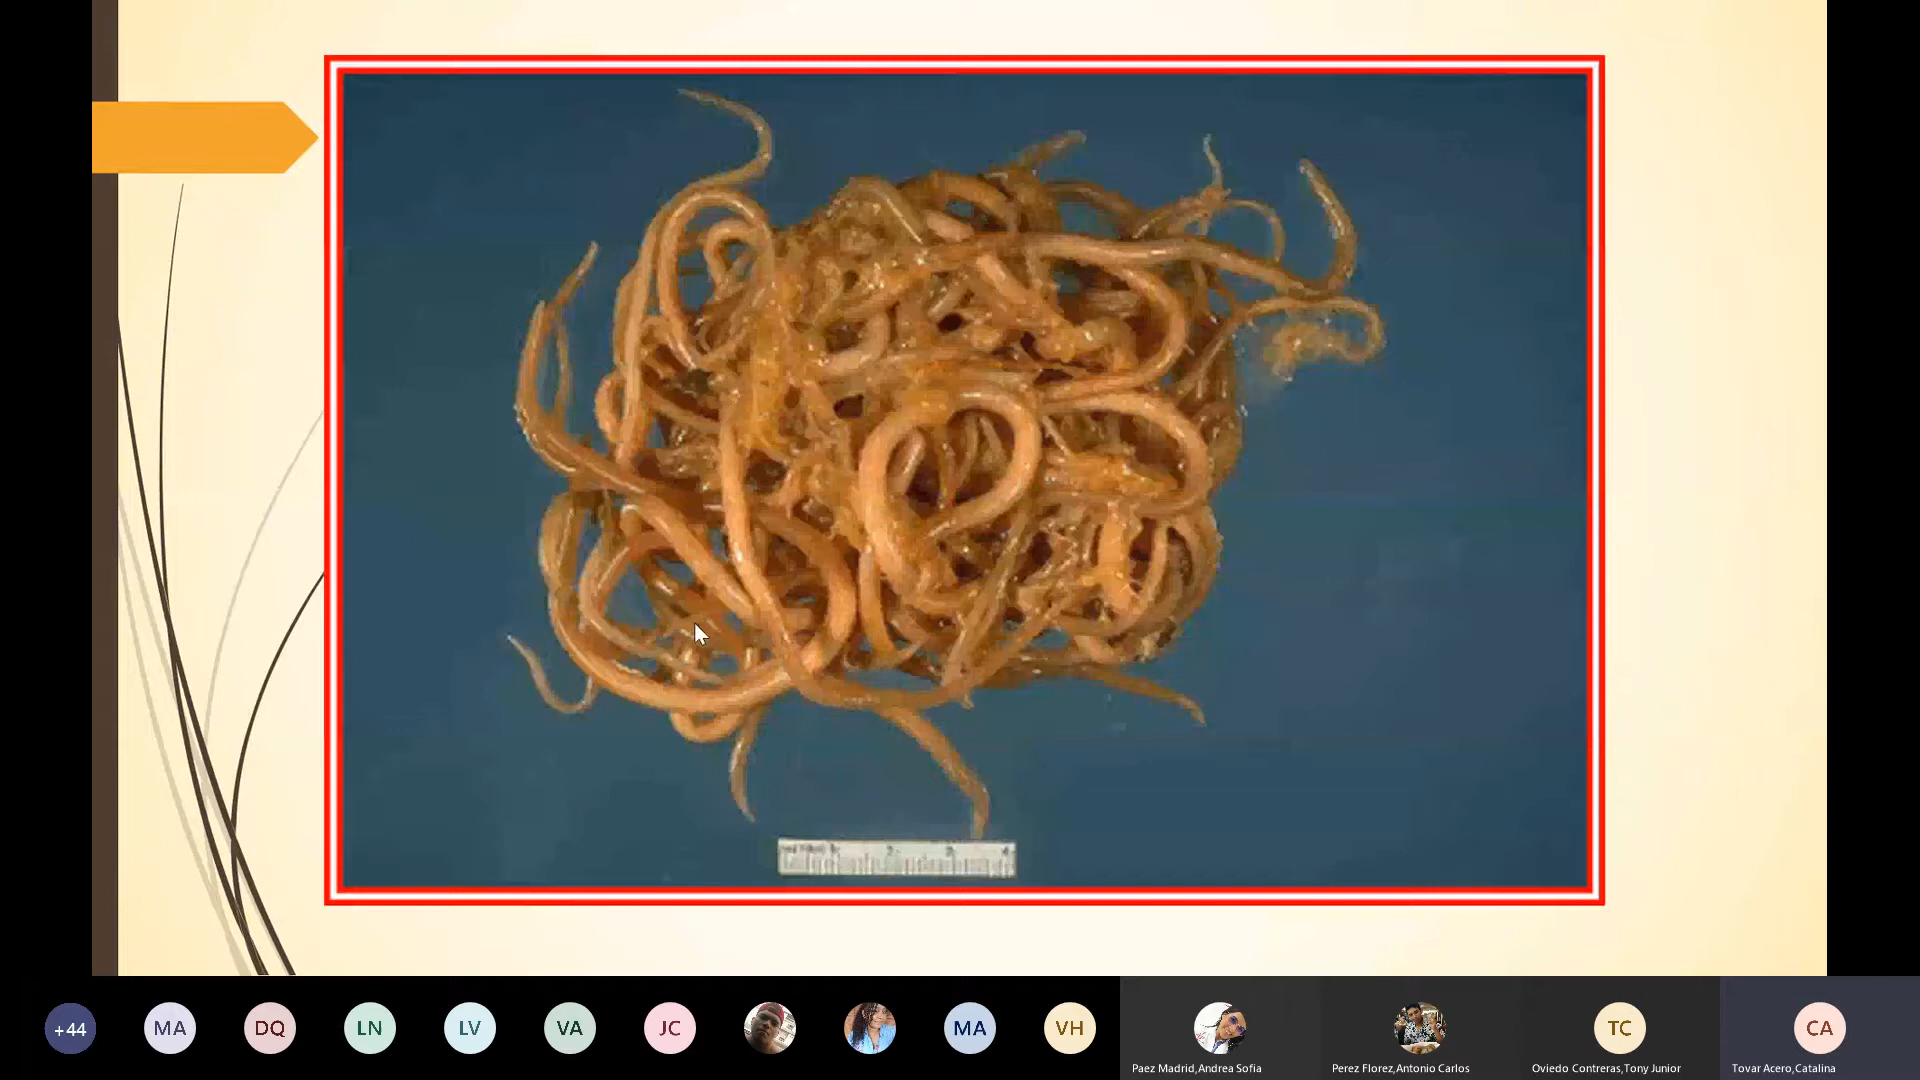 +44
MA
DQ
LN
LV
VA
JC
MA
VH
TC
CA
Paez Madrid,Andrea Sofia
Perez Florez,Antonio Carlos
Oviedo Contreras,Tony Junior
Tovar Acero,Catalina